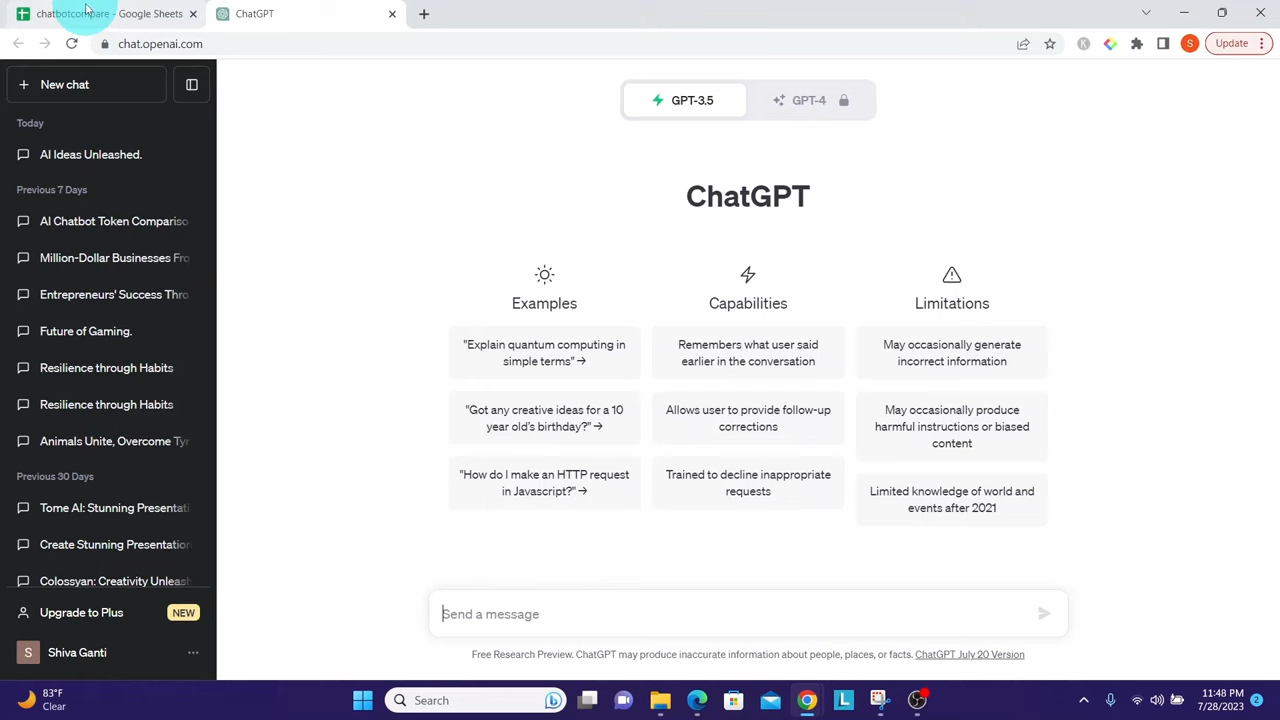 chatbotcompare - Google Sheets
ChatGPT
chat.openai.com
K
S
Update
New chat
GPT-3.5
GPT-4
Today
AI Ideas Unleashed.
Previous 7 Days
AI Chatbot Token Compariso
Million-Dollar Businesses Fro
Entrepreneurs' Success Thro
Future of Gaming.
Resilience through Habits
Resilience through Habits
Animals Unite, Overcome Tyr
Previous 30 Days
Tome AI: Stunning Presentati
Create Stunning Presentation
Colossyan: Creativity Unleash
Upgrade to Plus
NEW
S
Shiva Ganti
ChatGPT
Examples
"Explain quantum computing in
simple terms" →
"Got any creative ideas for a 10
year old's birthday?" →
"How do I make an HTTP request
in Javascript?" →
Capabilities
Remembers what user said
earlier in the conversation
Allows user to provide follow-up
corrections
Trained to decline inappropriate
requests
Limitations
May occasionally generate
incorrect information
May occasionally produce
harmful instructions or biased
content
Limited knowledge of world and
events after 2021
Send a message
Free Research Preview. ChatGPT may produce inaccurate information about people, places, or facts. ChatGPT July 20 Version
83°F
Clear
Search
L
11:48 PM
7/28/2023
2